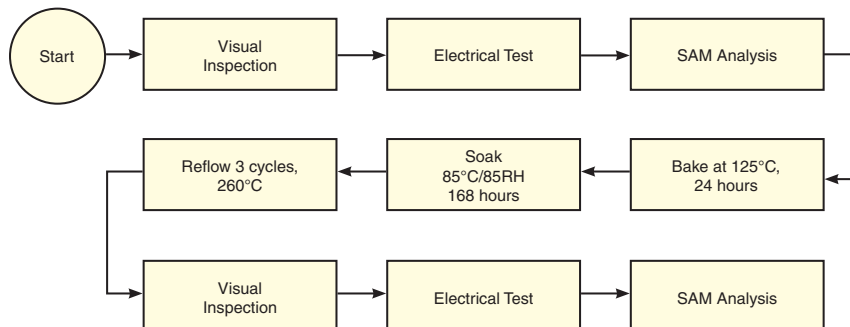 Start
Visual
Inspection
Electrical Test
SAM Analysis
Bake at 125°C,
24 hours
Soak
85°C/85RH
168 hours
Reflow 3 cycles,
260°C
Visual
Inspection
Electrical Test
SAM Analysis